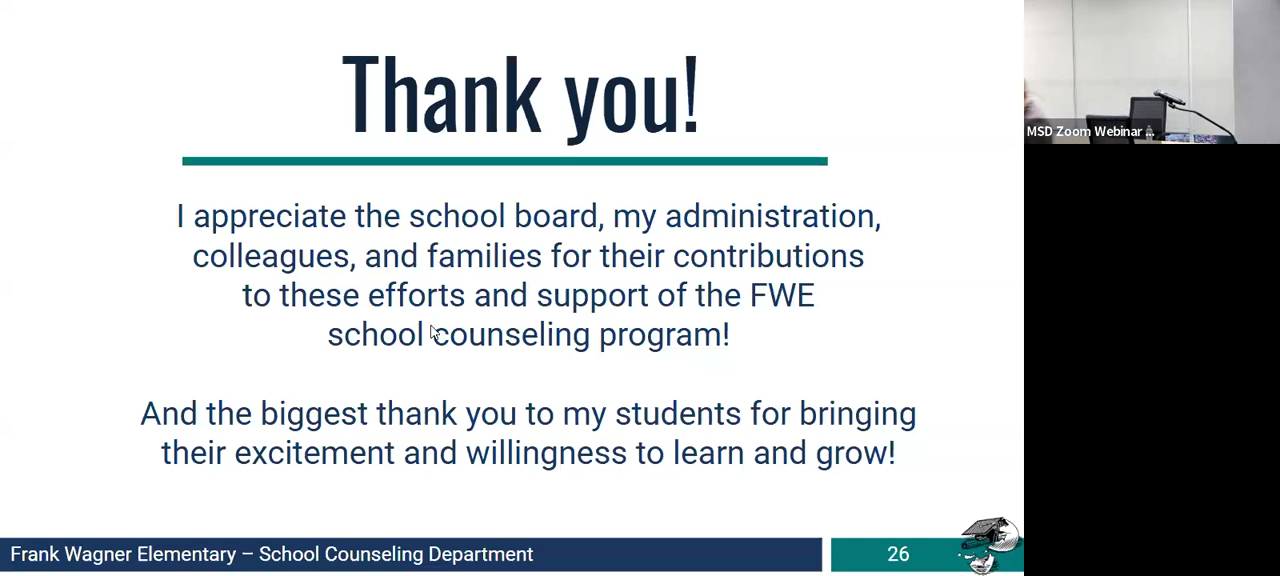 Thank you!
I appreciate the school board, my administration,
colleagues, and families for their contributions
to these efforts and support of the FWE
school counseling program!
And the biggest thank you to my students for bringing
their excitement and willingness to learn and grow!
Frank Wagner Elementary – School Counseling Department
26
MSD Zoom Webinar ...